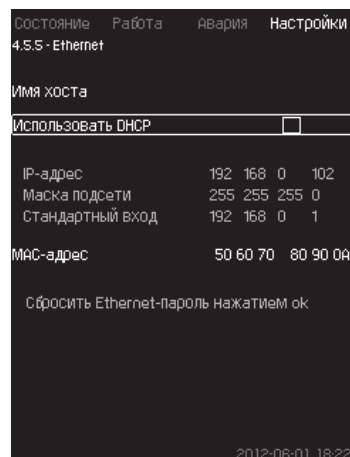 Состояние Работа Авария Настройки
4.5.5 - Ethernet
Имя хоста
Использовать DHCP
IP-адрес 192 168 0 102
Маска подсети 255 255 255 0
Стандартный вход 192 168 0 1
MAC-адрес 50 60 70 80 90 0A
Сбросить Ethernet-пароль нажатием ok
2012-06-01 18:22